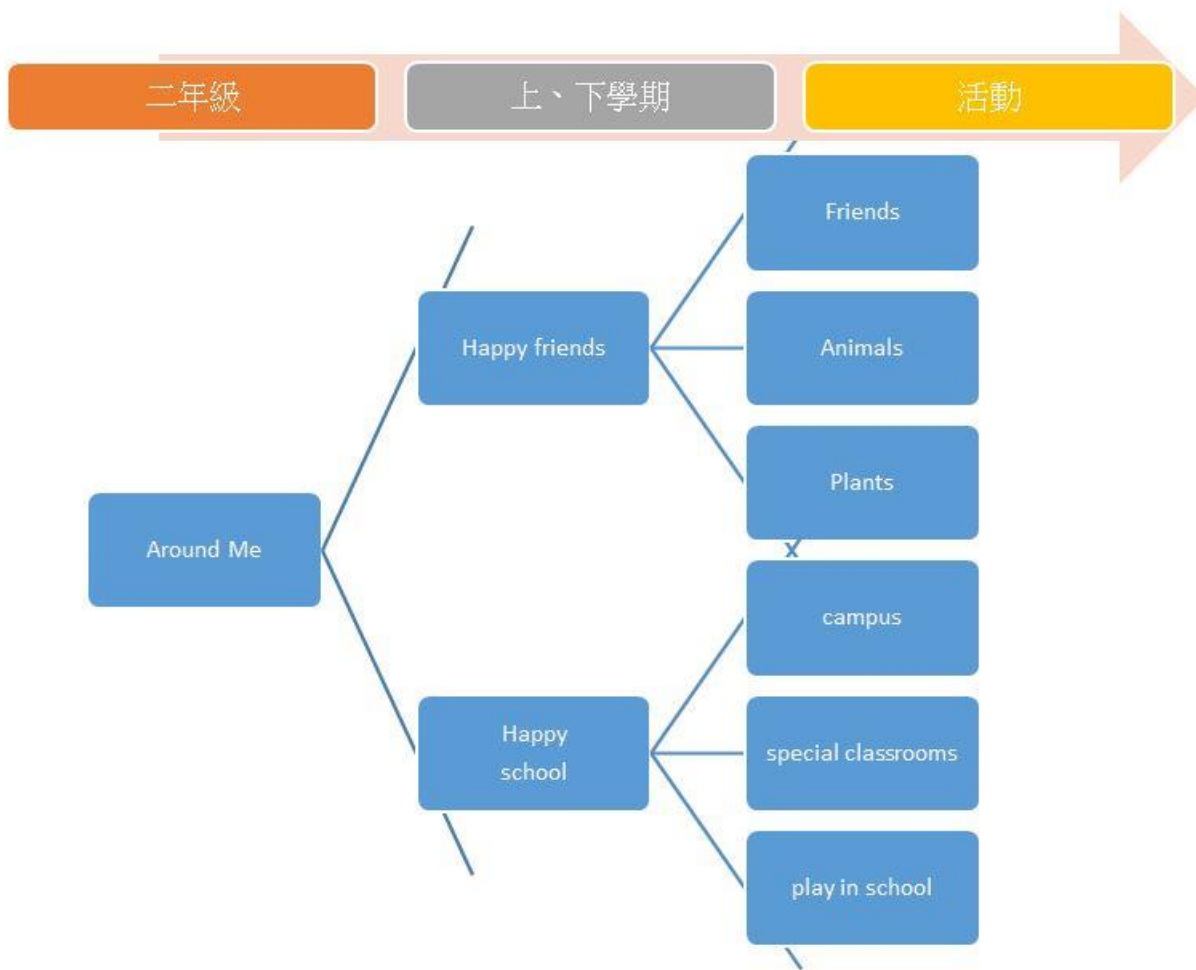 二年級
上、下學期
活動
Friends
Happy friends
Animals
Plants
Around Me
campus
Happy
school
special classrooms
play in school